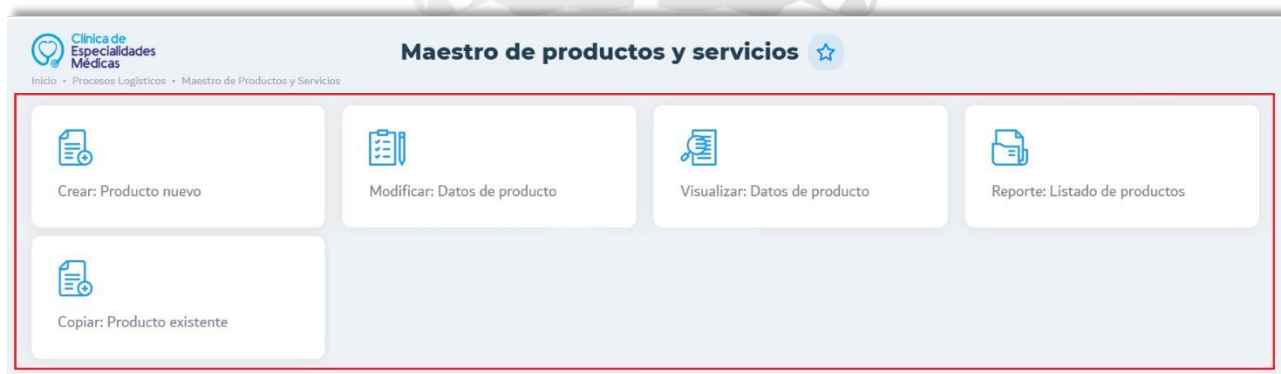 Clínica de
Especialidades
Médicas
Maestro de productos y servicios
Inicio • Procesos Logísticos • Maestro de Productos y Servicios
Crear: Producto nuevo
Modificar: Datos de producto
Visualizar: Datos de producto
Reporte: Listado de productos
Copiar: Producto existente